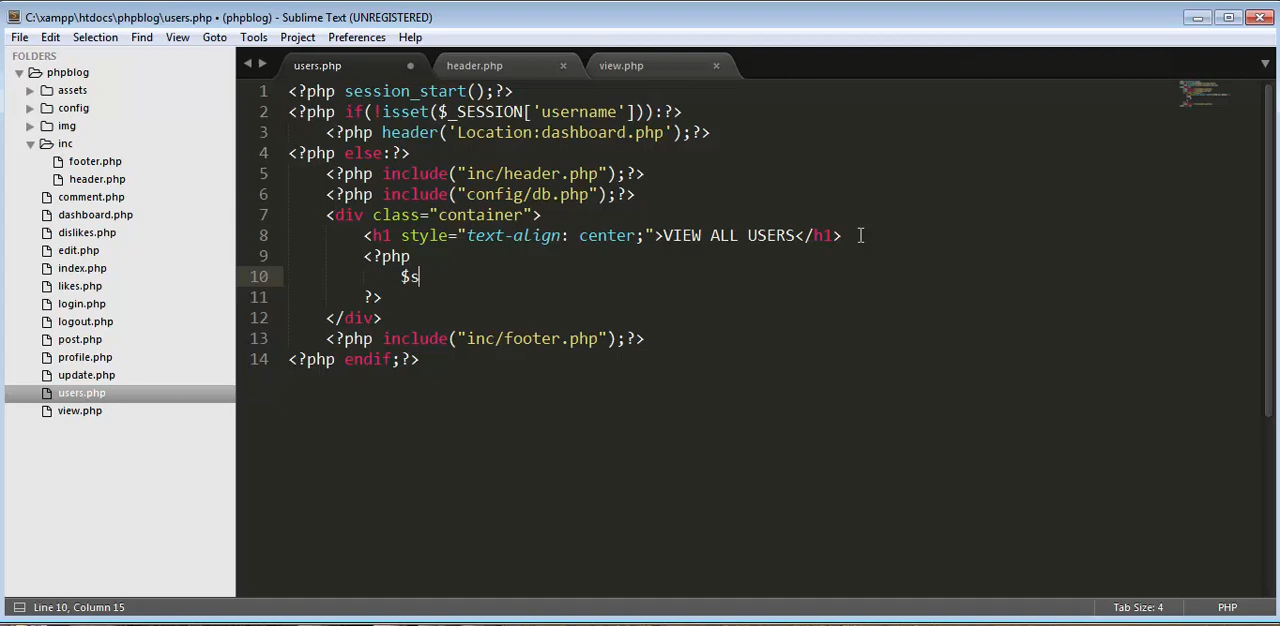 C:\xampp\htdocs\phpblog\users.php • (phpblog) - Sublime Text (UNREGISTERED)
File Edit Selection Find View Goto Tools Project Preferences Help
FOLDERS
phpblog
assets
config
img
inc
footer.php
header.php
comment.php
dashboard.php
dislikes.php
edit.php
index.php
likes.php
login.php
logout.php
post.php
profile.php
update.php
users.php
view.php
users.php header.php view.php
1 <?php session_start();?>
2 <?php if(!isset($_SESSION['username'])):?>
3 <?php header('Location:dashboard.php');?>
4 <?php else:?>
5 <?php include("inc/header.php");?>
6 <?php include("config/db.php");?>
7 <div class="container">
8 <h1 style="text-align: center;">VIEW ALL USERS</h1>
9 <?php
10 $s
11 ?>
12 </div>
13 <?php include("inc/footer.php");?>
14 <?php endif;?>
Line 10, Column 15 Tab Size: 4 PHP